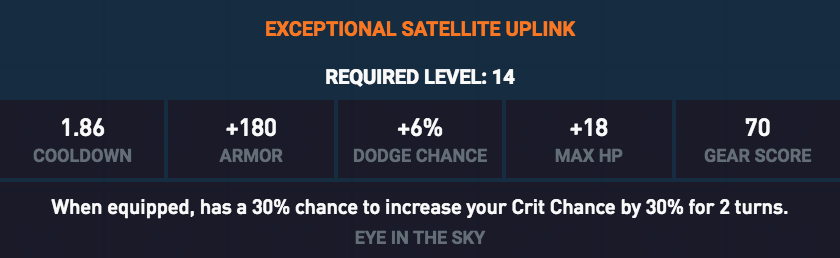 EXCEPTIONAL SATELLITE UPLINK
REQUIRED LEVEL: 14
1.86 +180 +6% +18 70
COOLDOWN ARMOR DODGE CHANCE MAX HP GEAR SCORE
When equipped, has a 30% chance to increase your Crit Chance by 30% for 2 turns.
EYE IN THE SKY